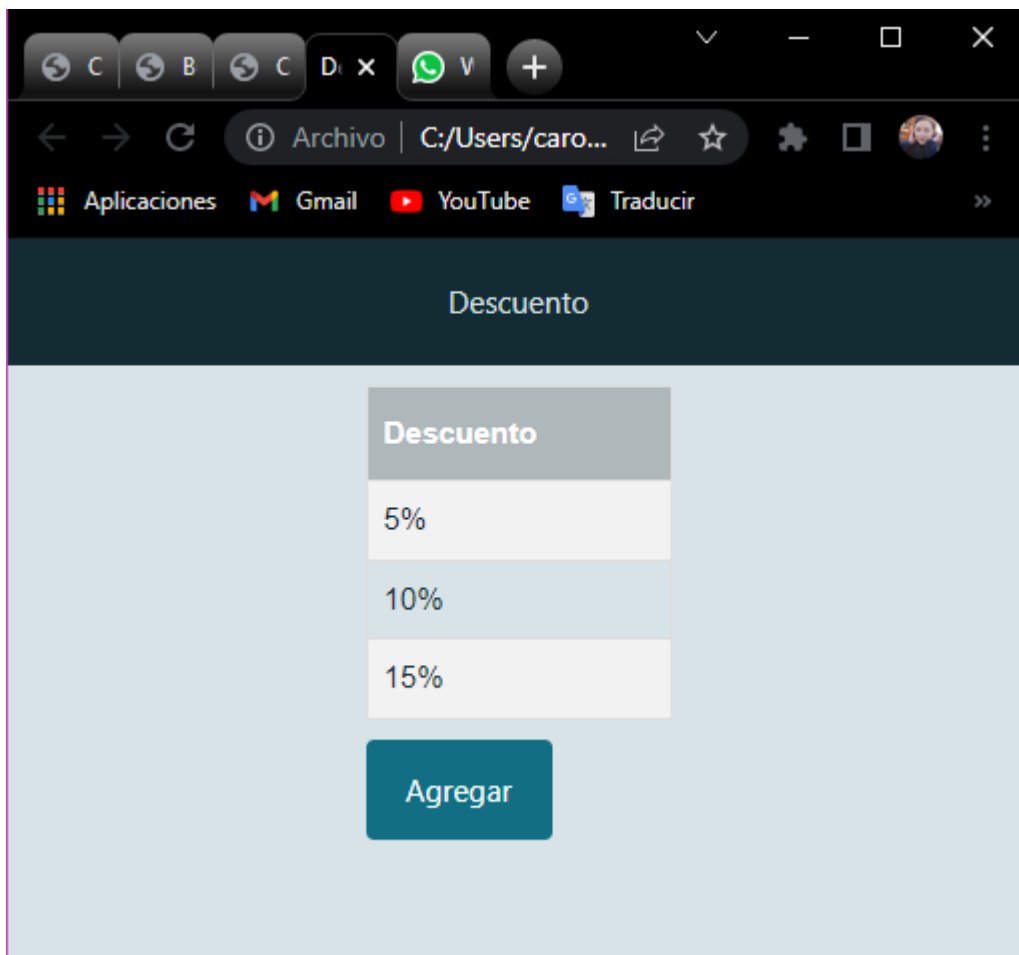 C B C D V
Archivo C:/Users/caro...
Aplicaciones Gmail YouTube Traducir
Descuento
Descuento
5%
10%
15%
Agregar